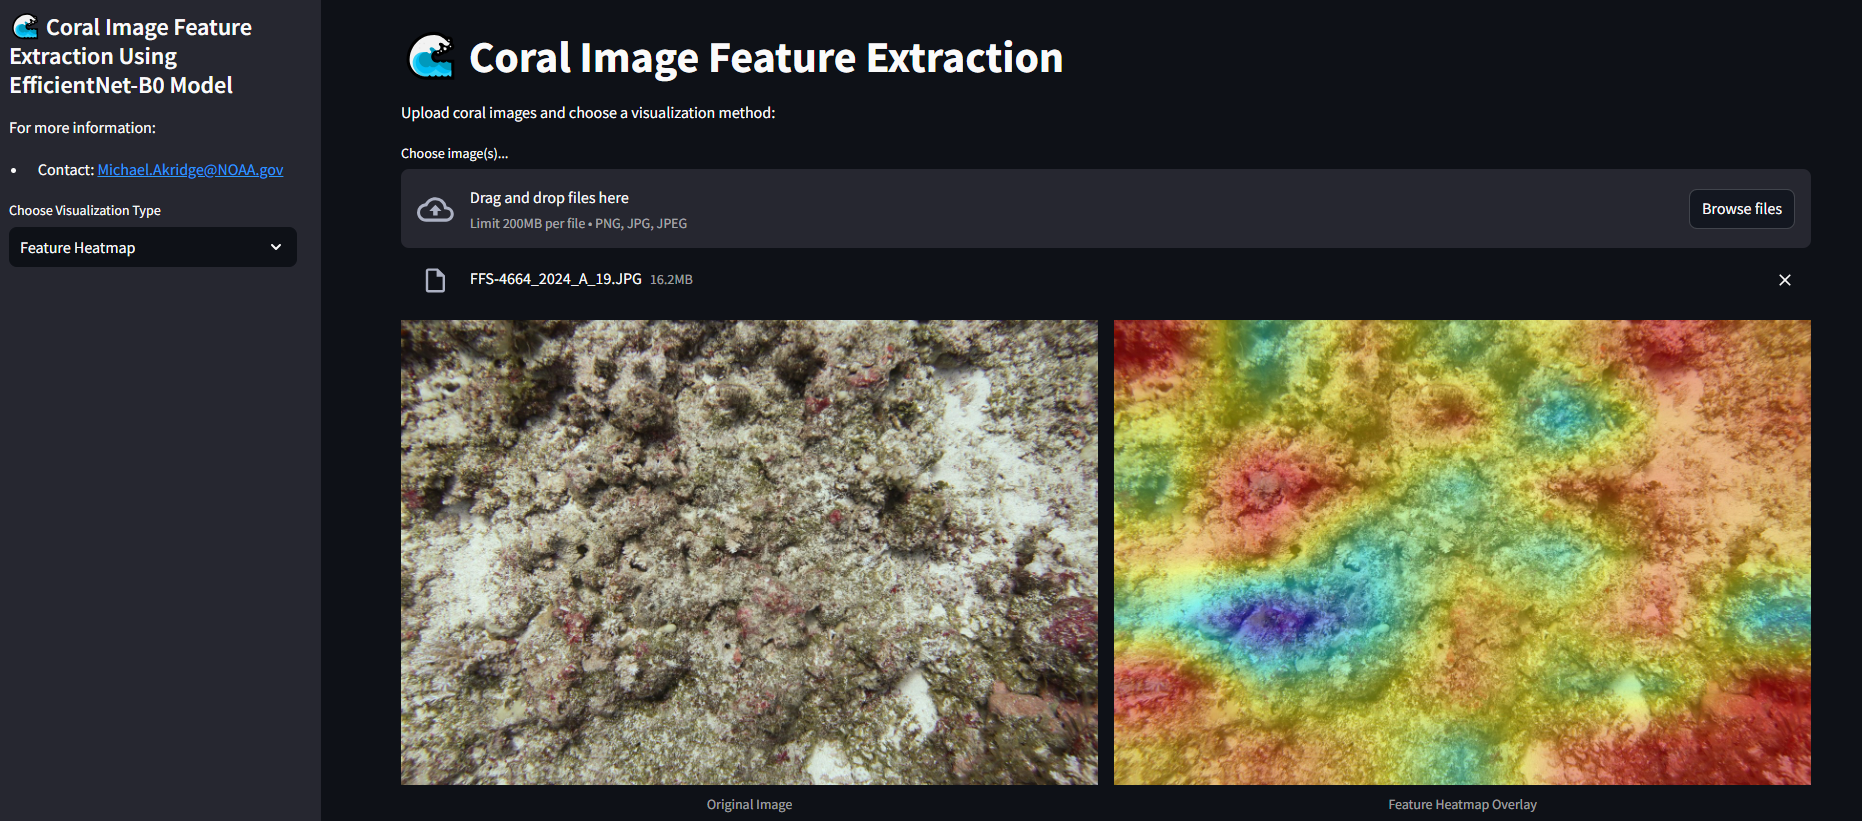 🌊 Coral Image Feature
Extraction Using
EfficientNet-B0 Model
For more information:
• Contact: Michael.Akridge@NOAA.gov
Choose Visualization Type
Feature Heatmap
🌊 Coral Image Feature Extraction
Upload coral images and choose a visualization method:
Choose image(s)...
Drag and drop files here
Limit 200MB per file • PNG, JPG, JPEG
Browse files
FFS-4664_2024_A_19.JPG 16.2MB
Original Image
Feature Heatmap Overlay